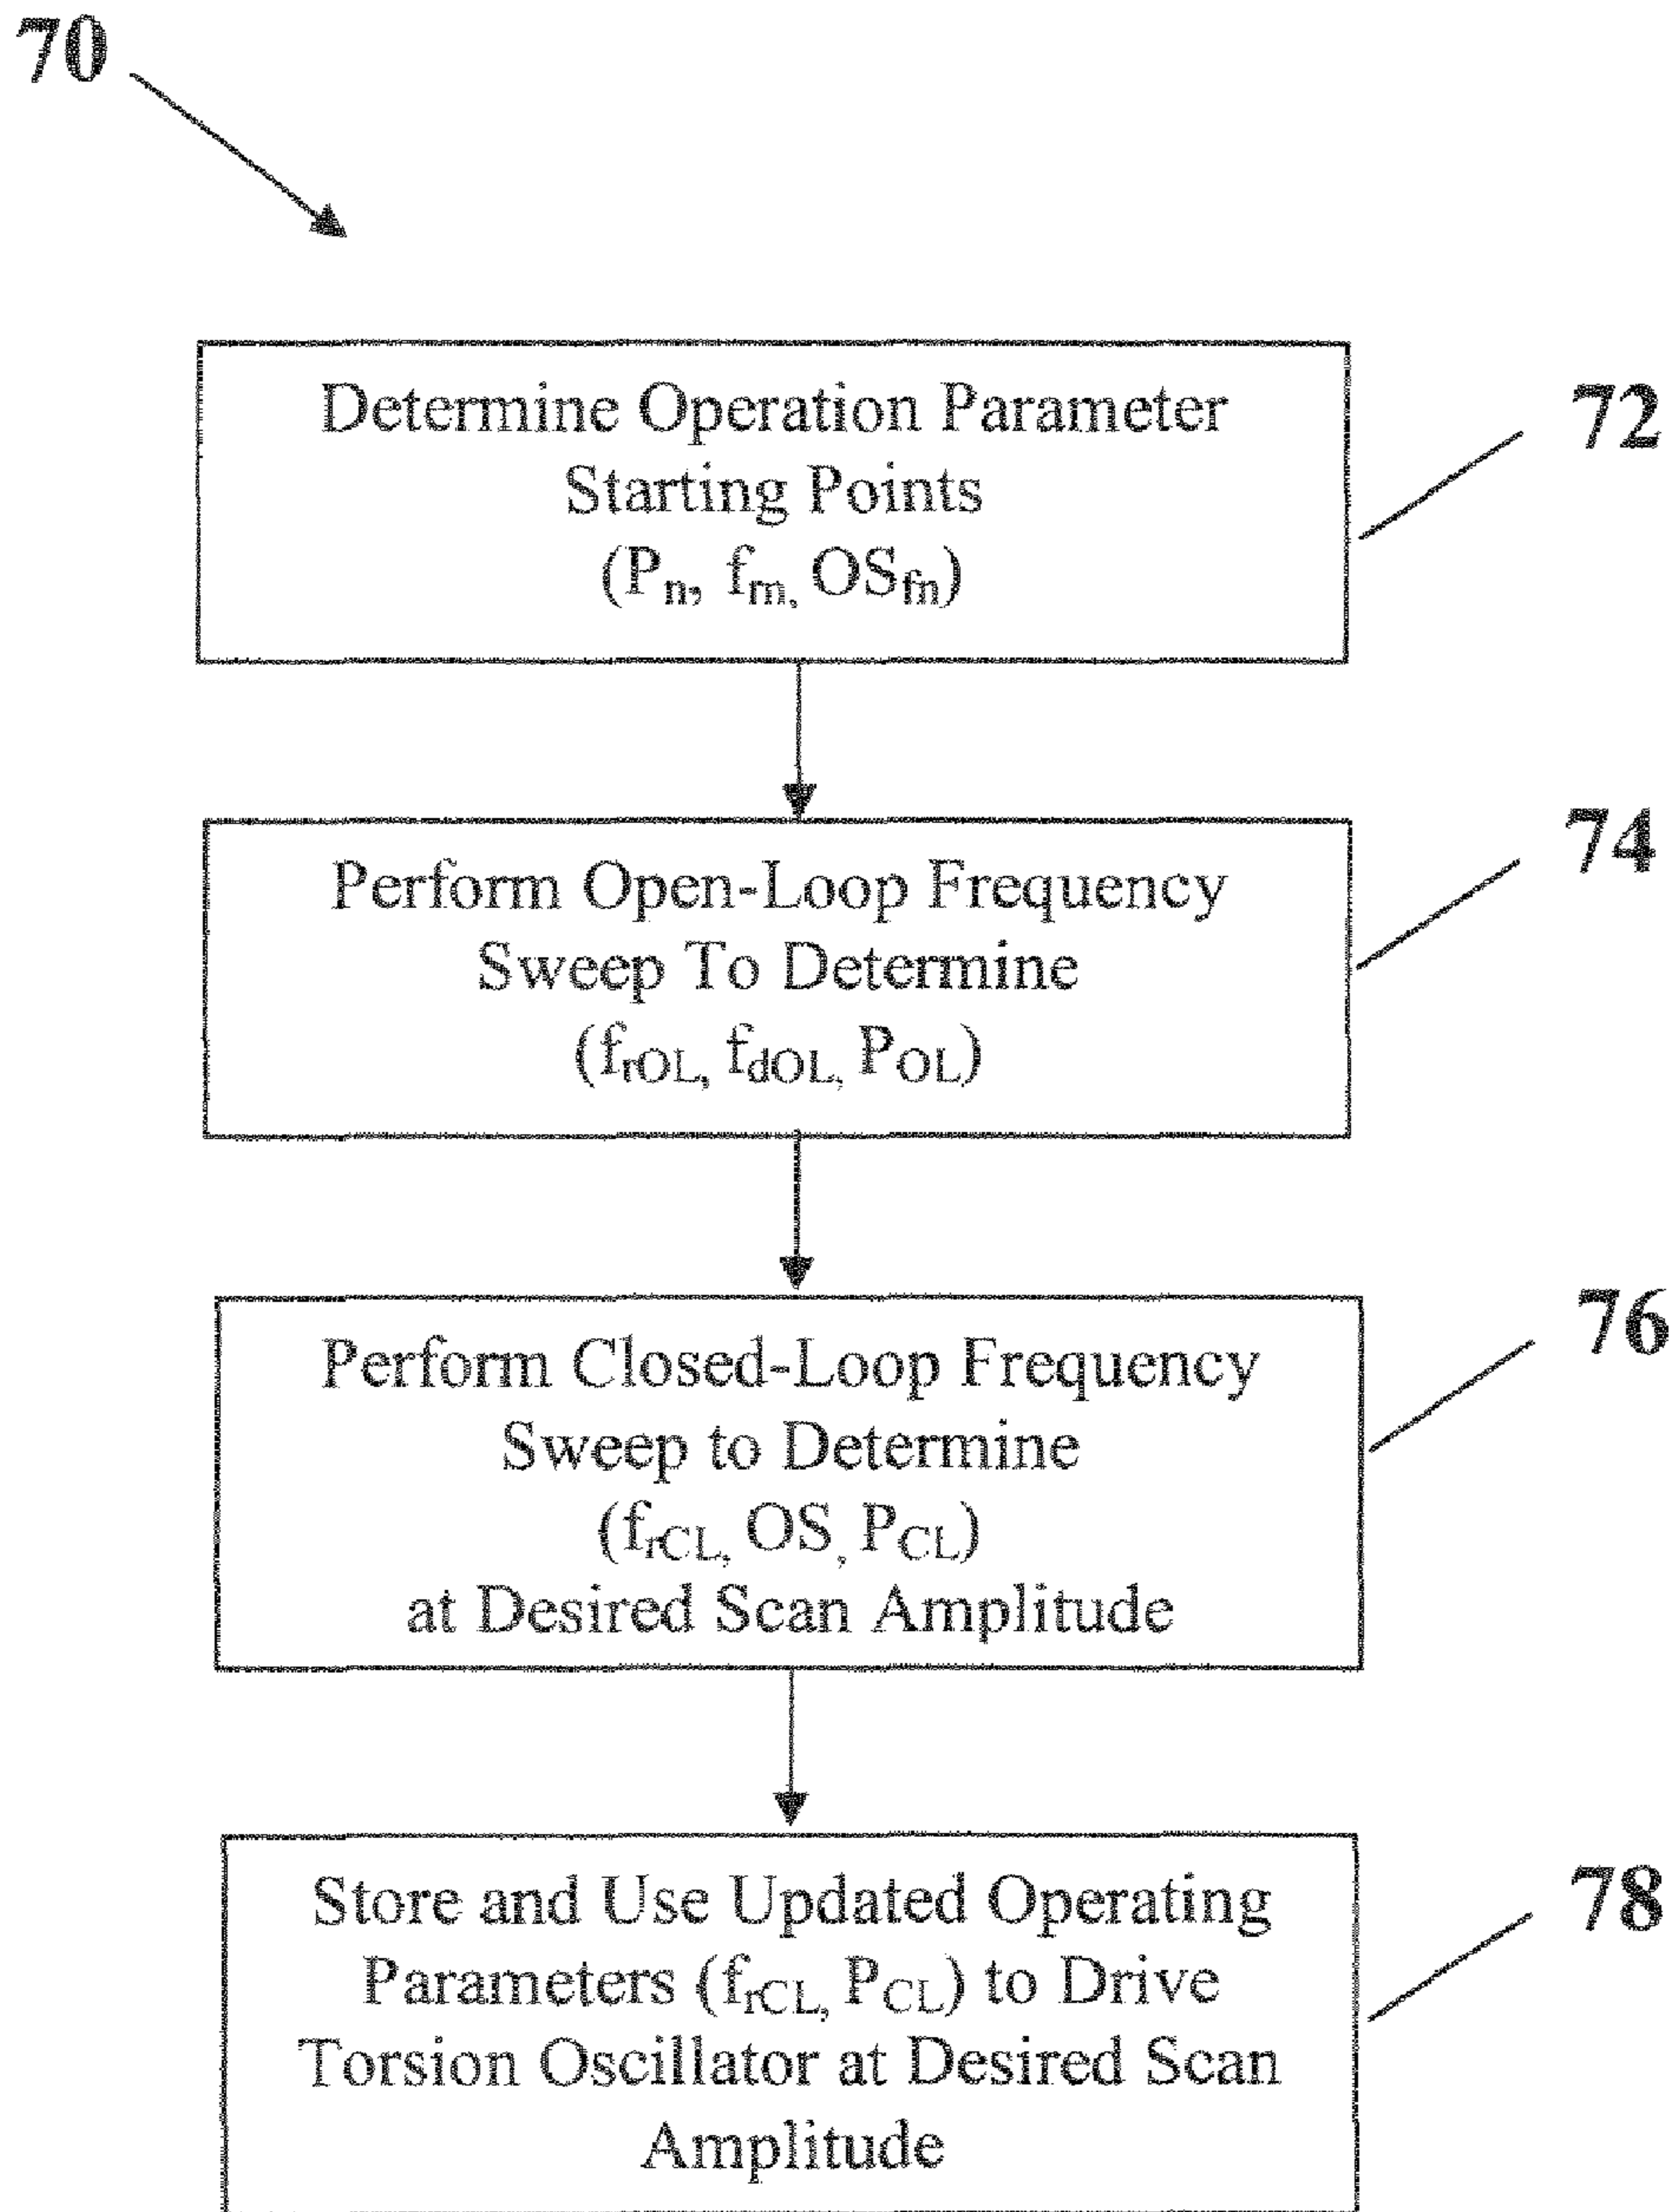 70
Determine Operation Parameter
Starting Points
(Pn, frn, OSfn)
72
Perform Open-Loop Frequency
Sweep To Determine
(frOL, fdOL, POL)
74
Perform Closed-Loop Frequency
Sweep to Determine
(frCL, OS, PCL)
at Desired Scan Amplitude
76
Store and Use Updated Operating
Parameters (frCL, PCL) to Drive
Torsion Oscillator at Desired Scan
Amplitude
78